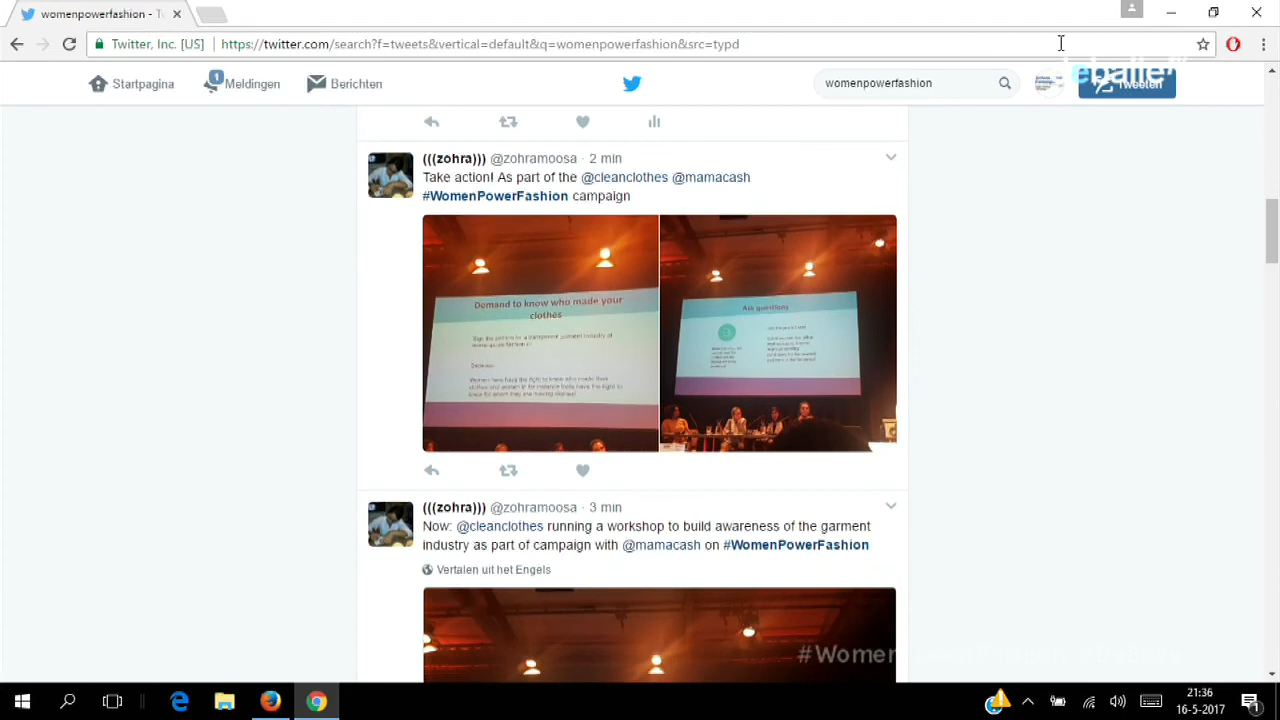 womenpowerfashion -
Twitter, Inc. [US]
https://twitter.com/search?f=tweets&vertical=default&q=womenpowerfashion&src=typd
Startpagina
1
Meldingen
Berichten
womenpowerfashion
Tweeten
(((zohra))) @zohramoosa · 2 min
Take action! As part of the @cleanclothes @mamacash
#WomenPowerFashion campaign
Demand to know who made your
clothes
Ask questions
(((zohra))) @zohramoosa · 3 min
Now: @cleanclothes running a workshop to build awareness of the garment
industry as part of campaign with @mamacash on #WomenPowerFashion
Vertalen uit het Engels
21:36
16-5-2017
1